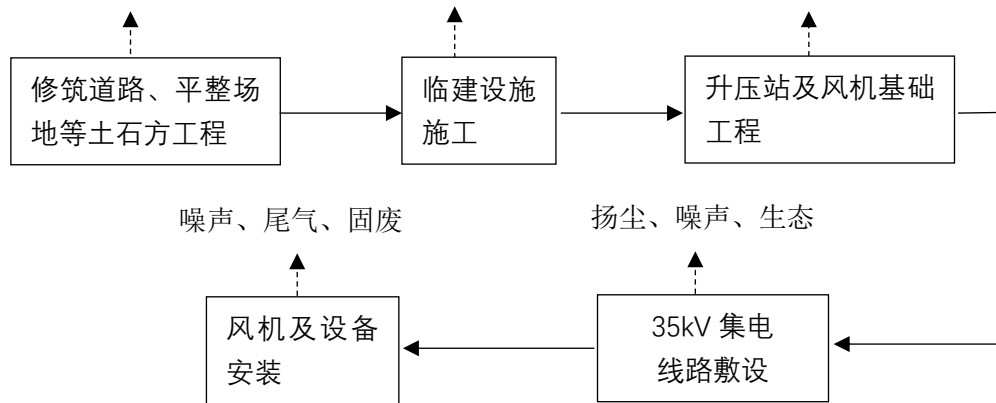 修筑道路、平整场
地等土石方工程
临建设施
施工
升压站及风机基础
工程
噪声、尾气、固废
扬尘、噪声、生态
风机及设备
安装
35kV 集电
线路敷设